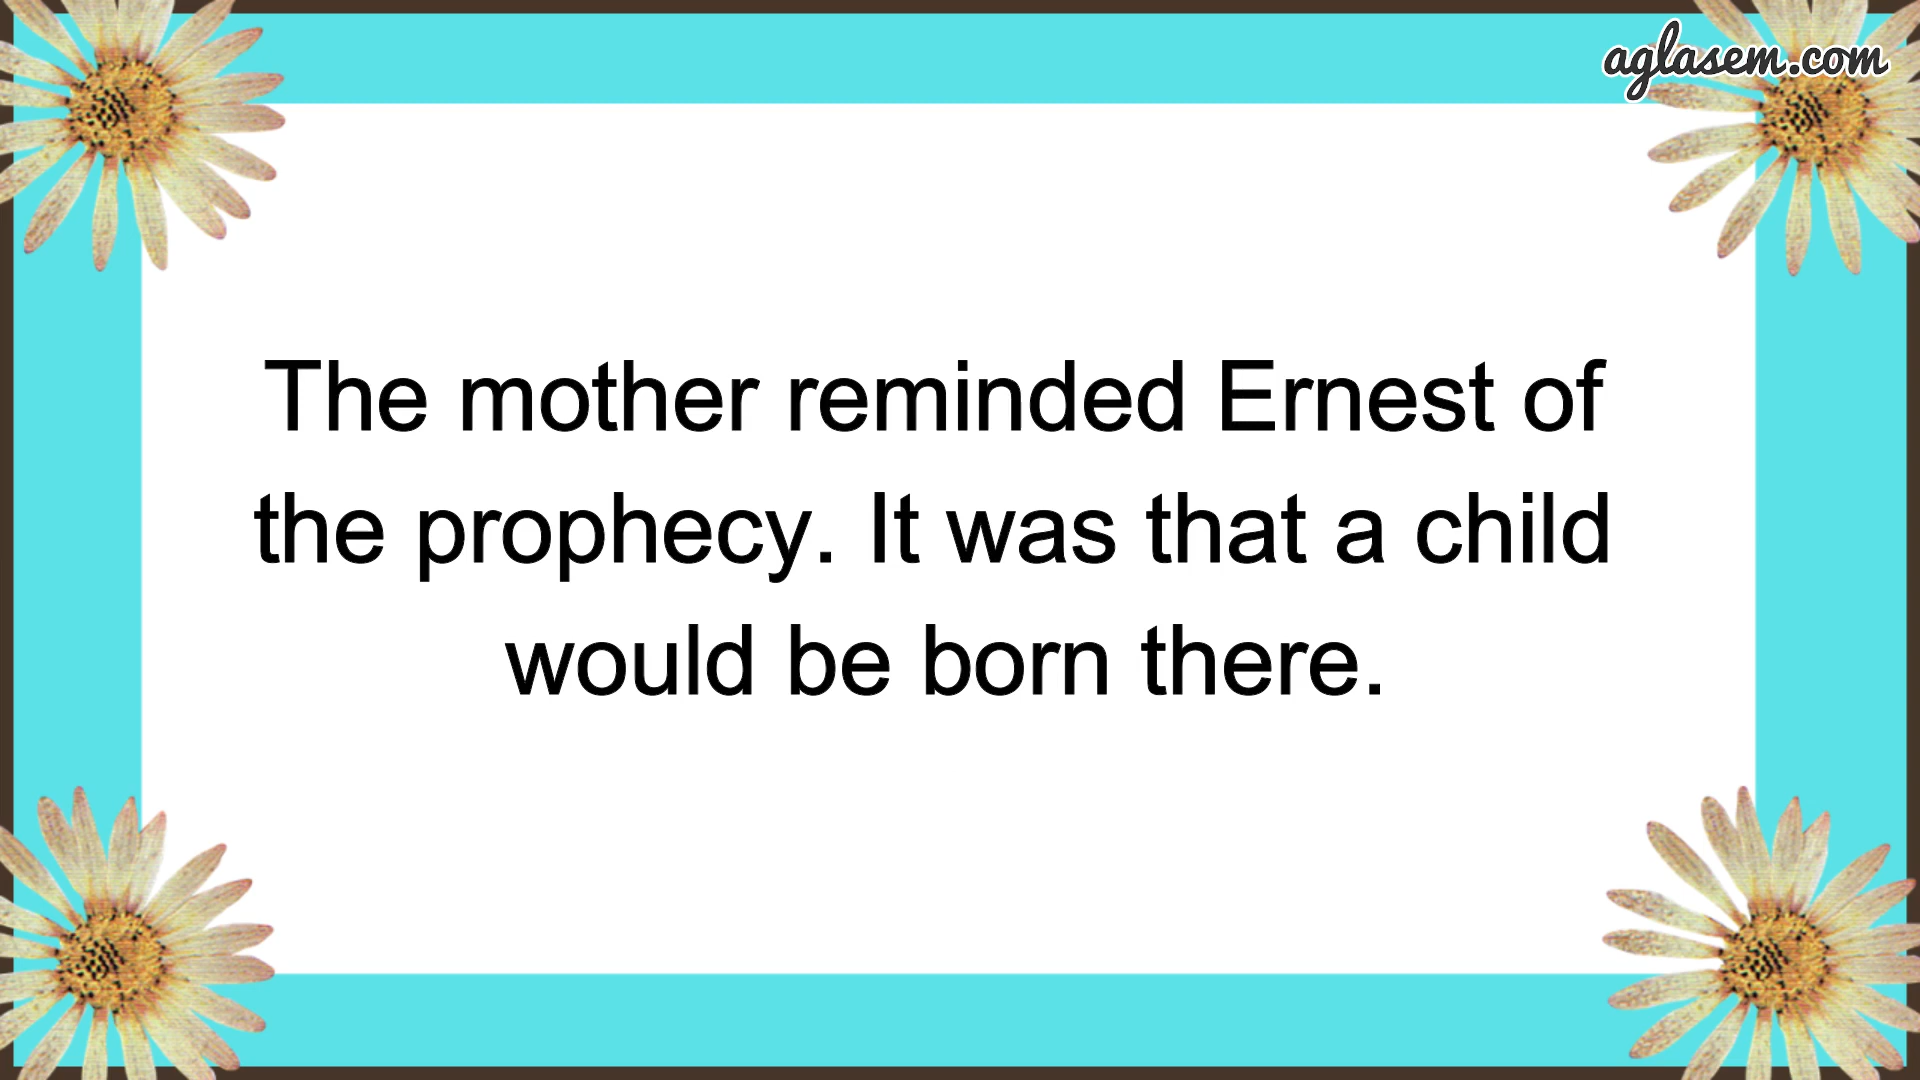 aglasem.com
The mother reminded Ernest of
the prophecy. It was that a child
would be born there.